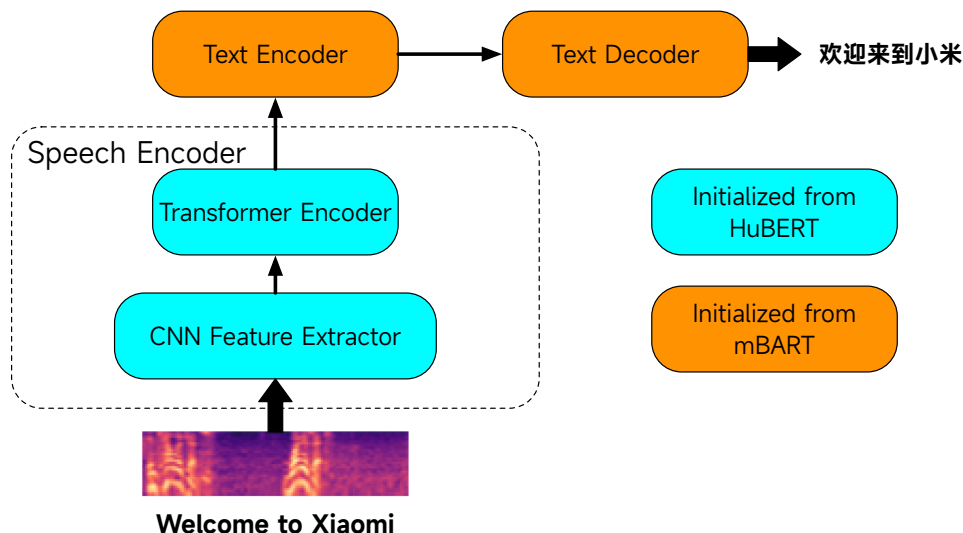 Text Encoder
Text Decoder
欢迎来到小米
Speech Encoder
Transformer Encoder
CNN Feature Extractor
Welcome to Xiaomi
Initialized from
HuBERT
Initialized from
mBART